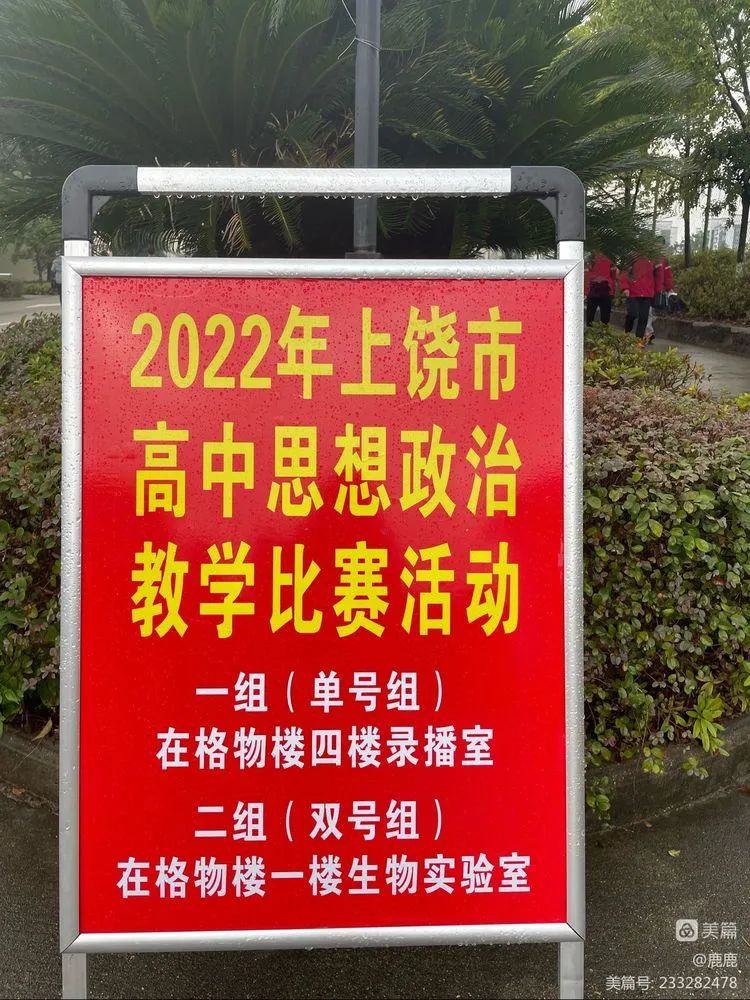 2022年上饶市
高中思想政治
教学比赛活动
一组（单号组）
在格物楼四楼录播室
二组（双号组）
在格物楼一楼生物实验室
美篇
@鹿鹿
美篇号: 233282478